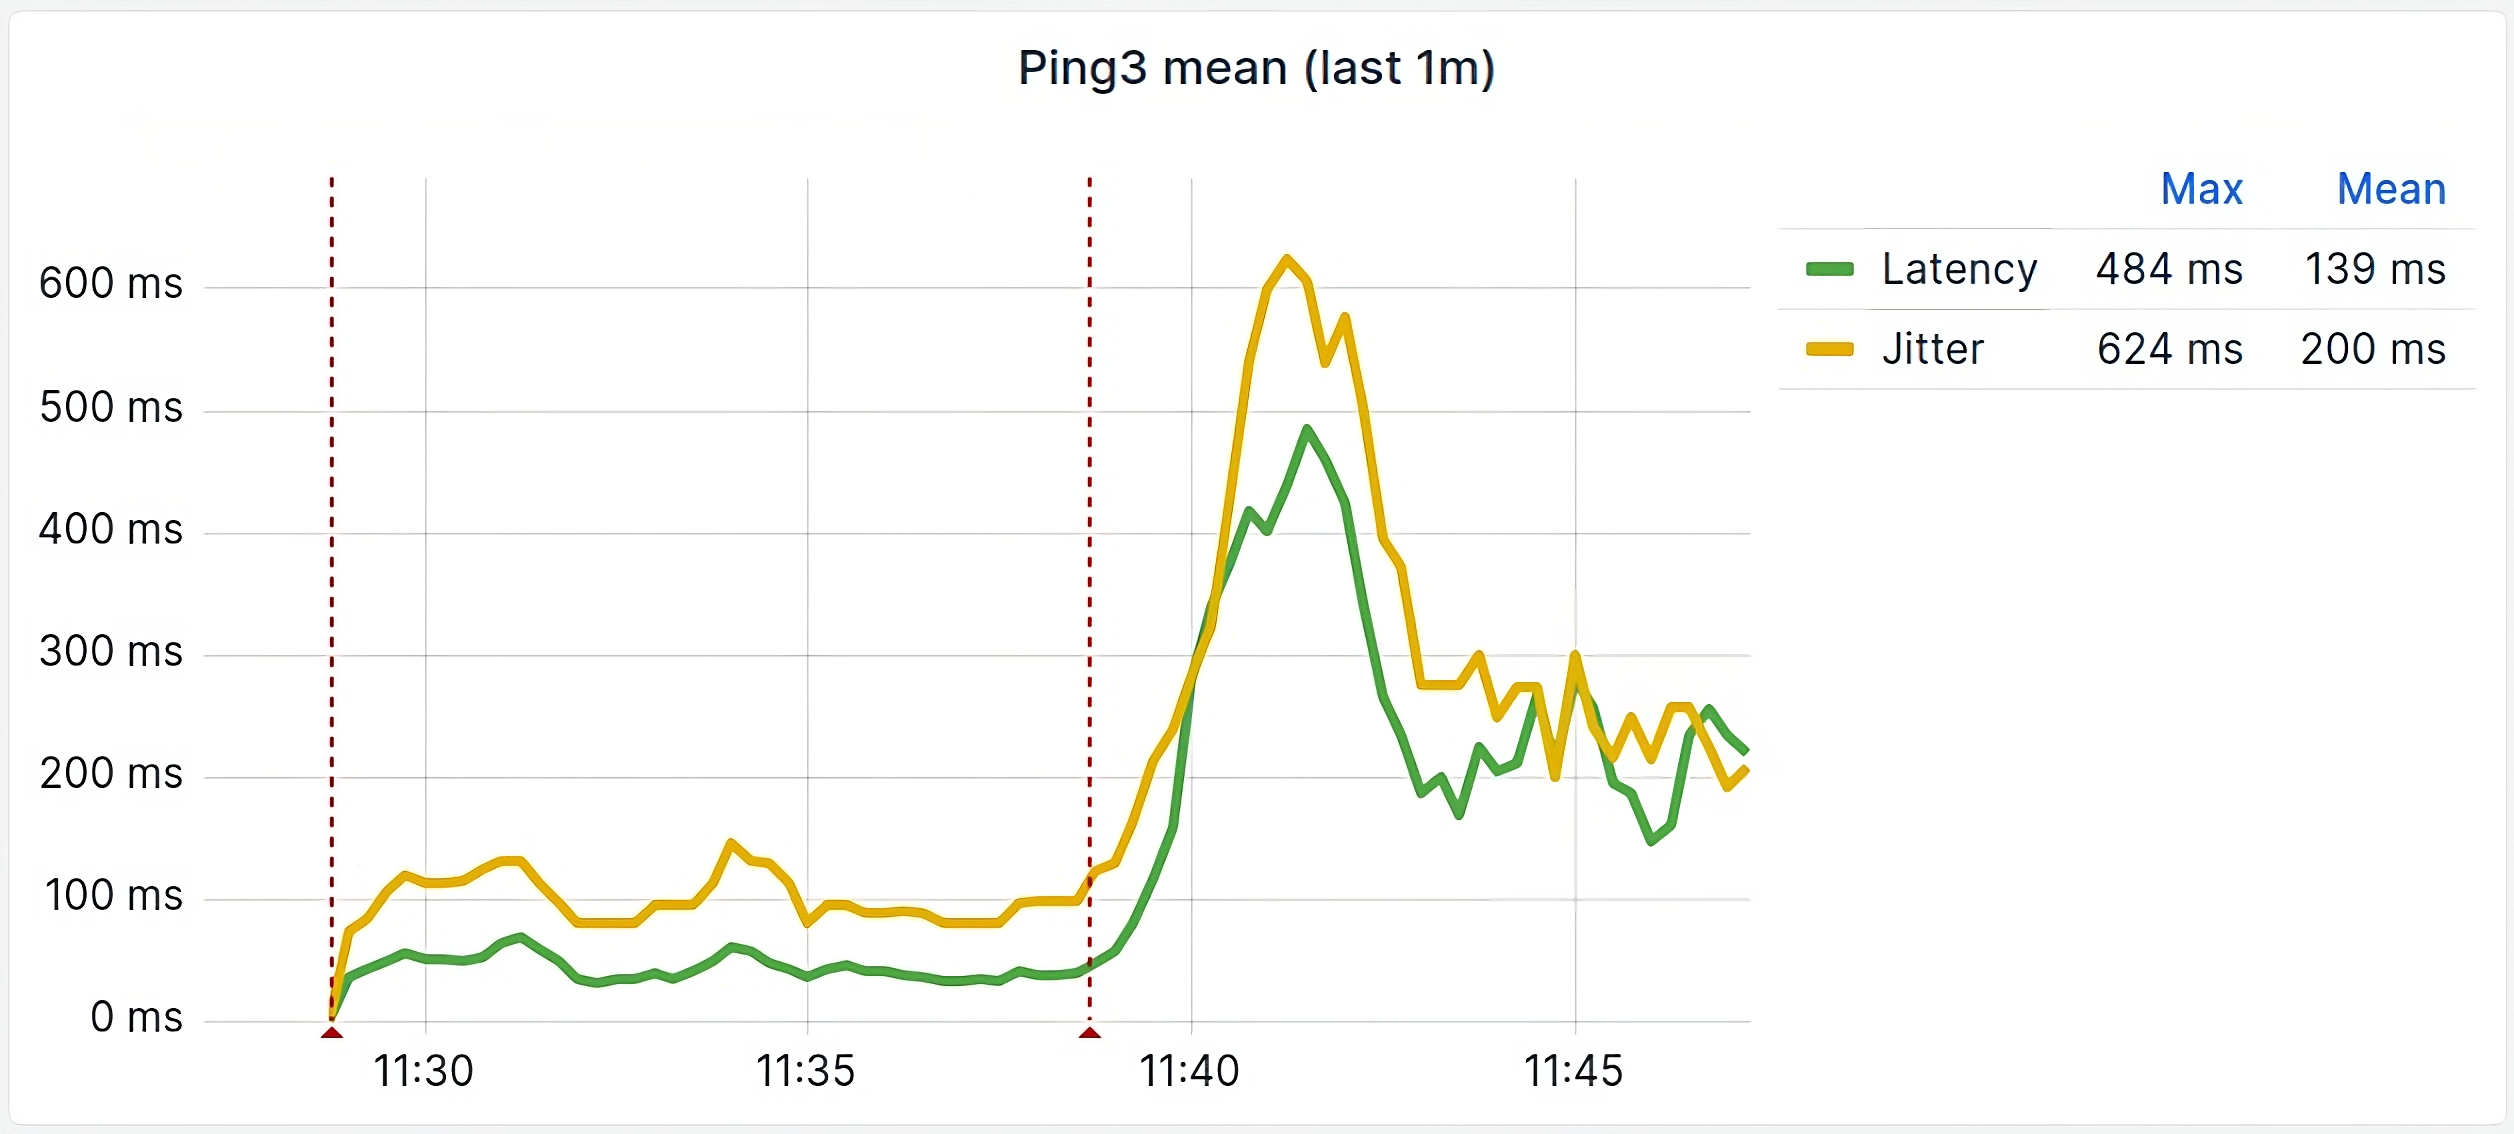 Ping3 mean (last 1m)
Max Mean
Latency 484 ms 139 ms
Jitter 624 ms 200 ms
600 ms
500 ms
400 ms
300 ms
200 ms
100 ms
0 ms
11:30 11:35 11:40 11:45